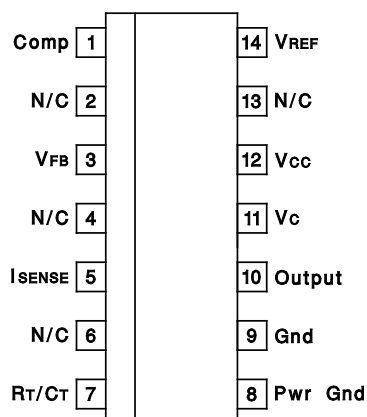 Comp 1 14 VREF
N/C 2 13 N/C
VFB 3 12 Vcc
N/C 4 11 Vc
ISENSE 5 10 Output
N/C 6 9 Gnd
RT/CT 7 8 Pwr Gnd